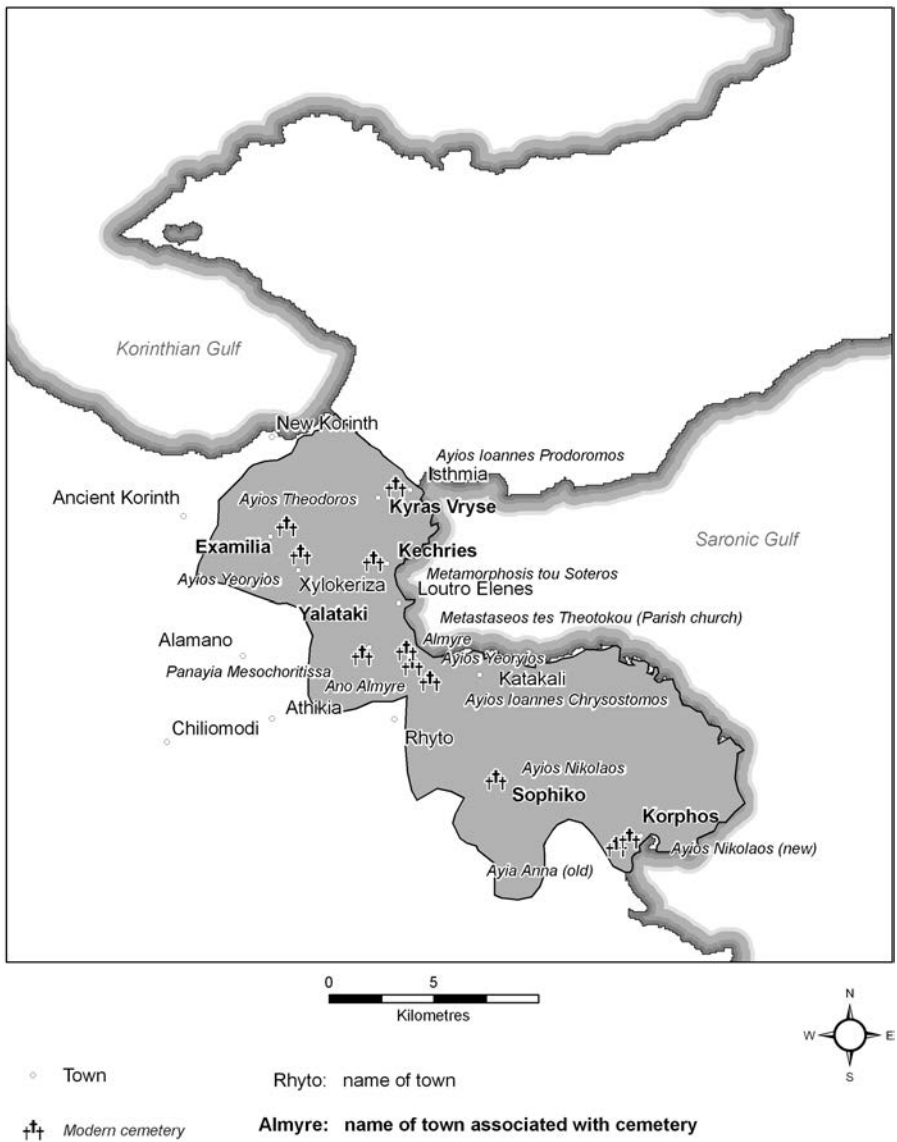 Korinthian Gulf
New Korinth
Ayios Ioannes Prodoromos
Isthmia
Ancient Korinth
Ayios Theodoros
Kyras Vryse
Saronic Gulf
Examilia
Kechries
Ayios Yeoryios
Xylokeriza
Metamorphosis tou Soteros
Loutro Elenes
Yalataki
Metastaseos tes Theotokou (Parish church)
Alamano
Almyre
Panayia Mesochoritissa
Ayios Yeoryios
Katakali
Ano Almyre
Ayios Ioannes Chrysostomos
Athikia
Chiliomodi
Rhyto
Ayios Nikolaos
Sophiko
Korphos
Ayios Nikolaos (new)
Ayia Anna (old)
0 5
Kilometres
N
W E
S
Town
Rhyto: name of town
Modern cemetery
Almyre: name of town associated with cemetery